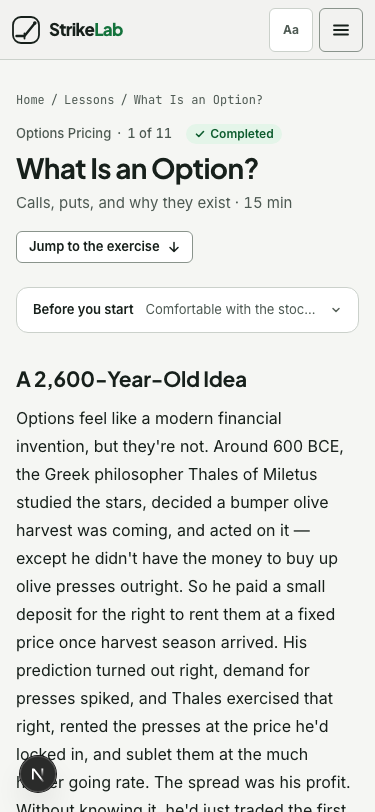 StrikeLab
Aa
Home / Lessons / What Is an Option?
Options Pricing · 1 of 11 ✓ Completed
What Is an Option?
Calls, puts, and why they exist · 15 min
Jump to the exercise ↓
Before you start Comfortable with the stoc...
A 2,600-Year-Old Idea
Options feel like a modern financial
invention, but they're not. Around 600 BCE,
the Greek philosopher Thales of Miletus
studied the stars, decided a bumper olive
harvest was coming, and acted on it —
except he didn't have the money to buy up
olive presses outright. So he paid a small
deposit for the right to rent them at a fixed
price once harvest season arrived. His
prediction turned out right, demand for
presses spiked, and Thales exercised that
right, rented the presses at the price he'd
locked in, and sublet them at the much
going rate. The spread was his profit.
Without knowing it, he'd just traded the first
N